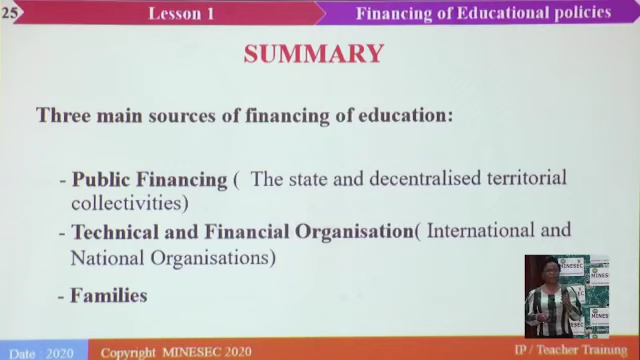 25
Lesson 1
Financing of Educational policies
SUMMARY
Three main sources of financing of education:
- Public Financing ( The state and decentralised territorial
collectivities)
- Technical and Financial Organisation( International and
National Organisations)
- Families
MINESEC
MINESEC
Date : 2020
Copyright MINESEC 2020
IP / Teacher Training